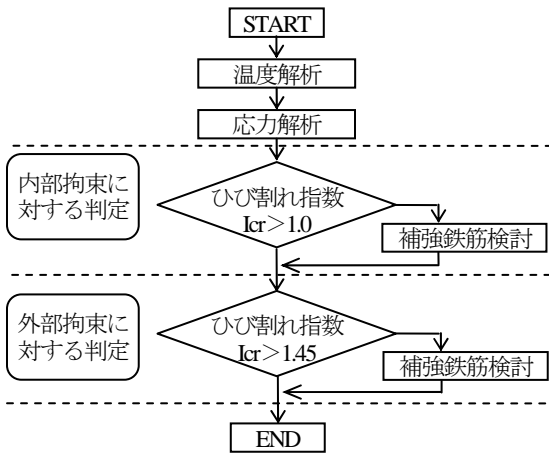 START
温度解析
応力解析
内部拘束に
対する判定
ひび割れ指数
Icr＞1.0
補強鉄筋検討
外部拘束に
対する判定
ひび割れ指数
Icr＞1.45
補強鉄筋検討
END